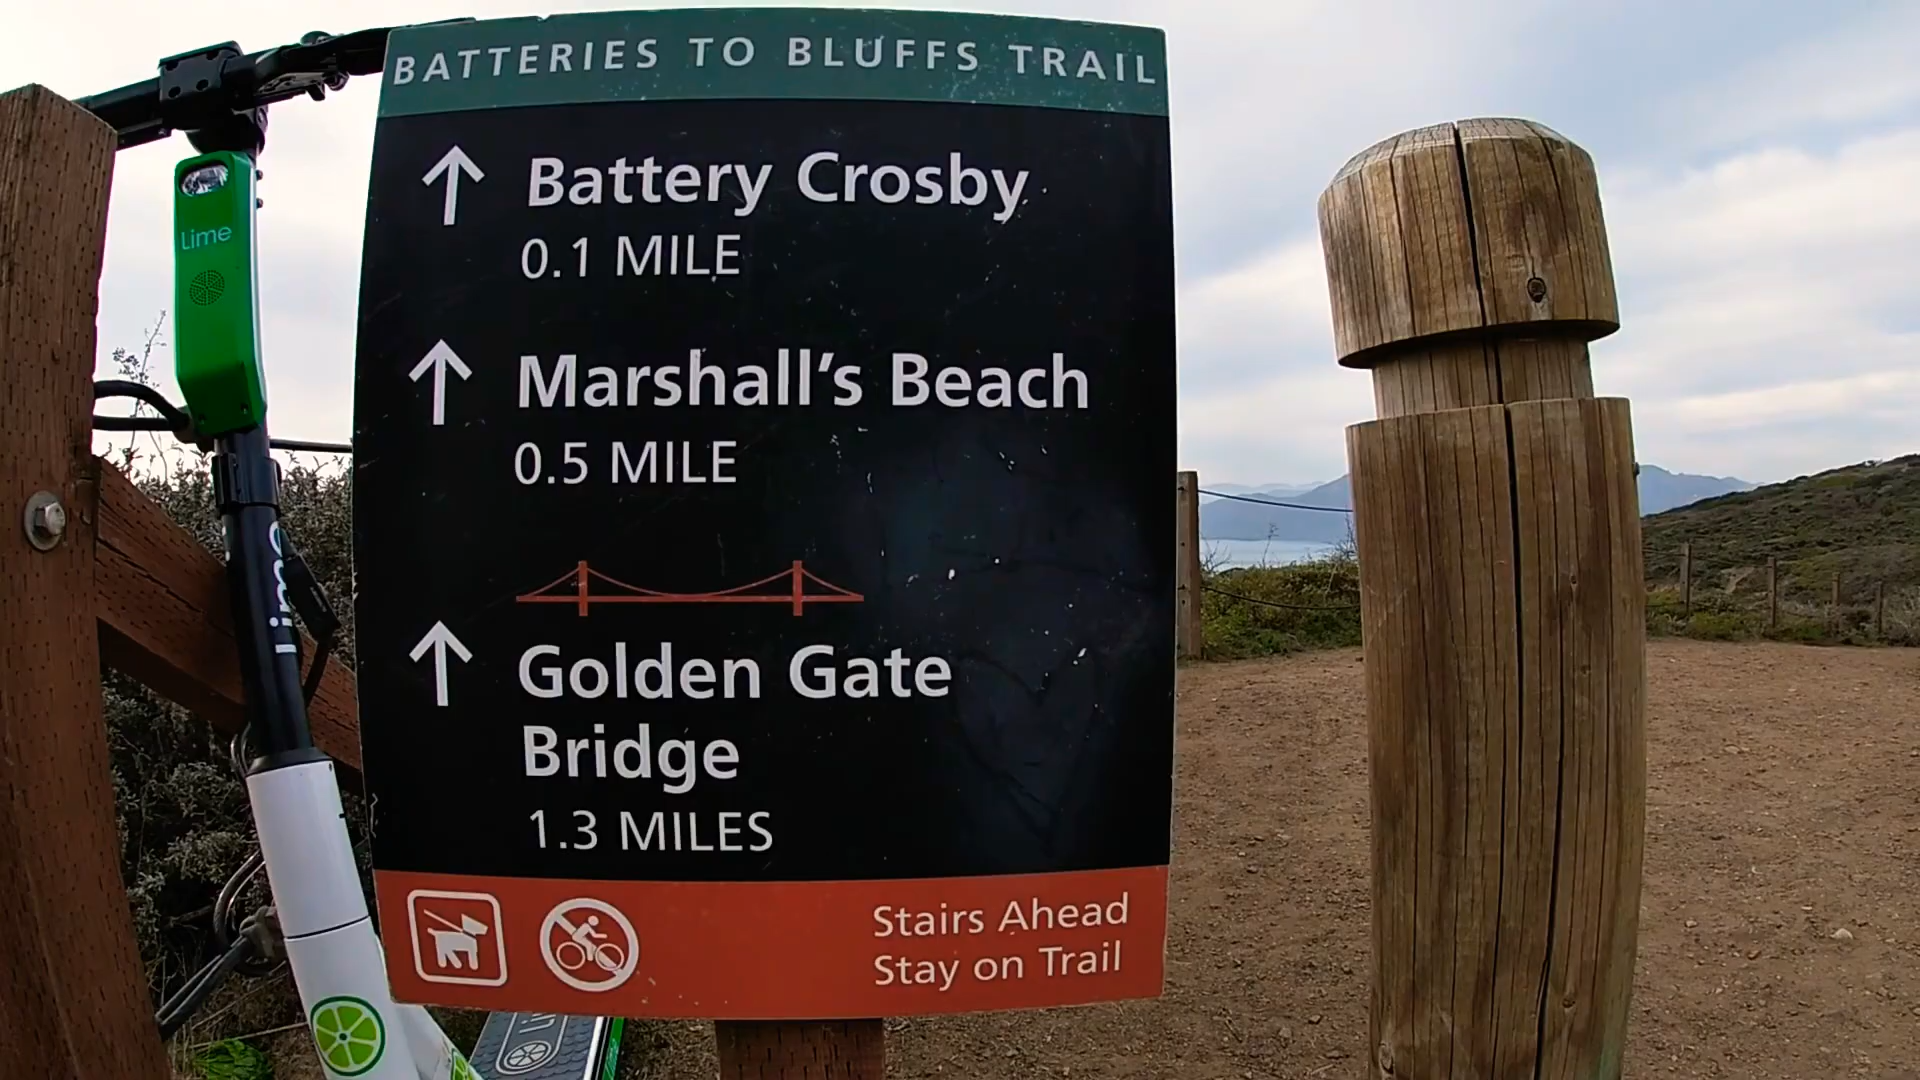 BATTERIES TO BLUFFS TRAIL
Battery Crosby
0.1 MILE
Marshall's Beach
0.5 MILE
Golden Gate
Bridge
1.3 MILES
Stairs Ahead
Stay on Trail
Lime
Lime